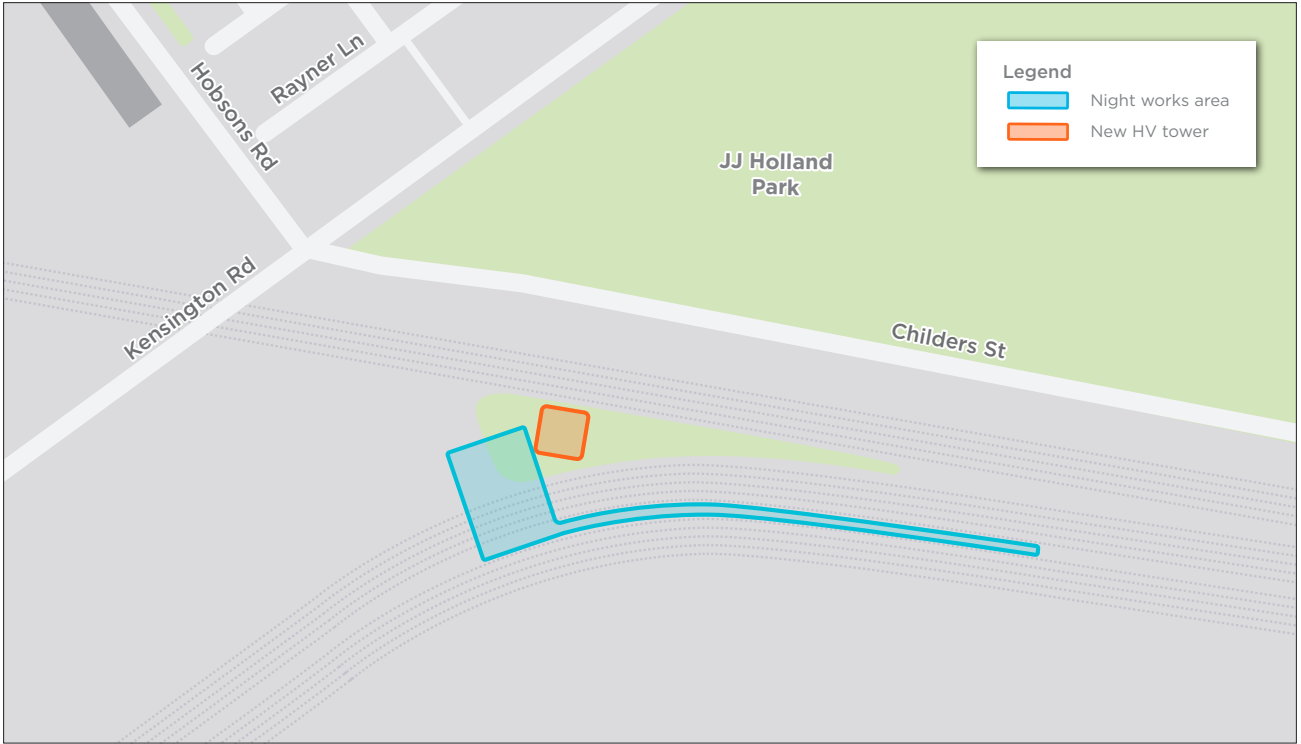 Hobsons Rd
Rayner Ln
Legend
Night works area
New HV tower
JJ Holland
Park
Kensington Rd
Childers St